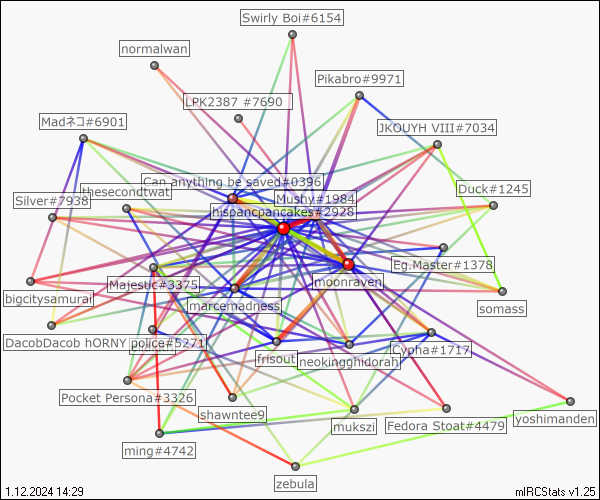 Swirly Boi#6154
normalwan
Pikabro#9971
LPK2387 #7690
Madネコ#6901
JKOUYH VIII#7034
Can anything be saved#0396
thesecondtwat
Mushy#1984
Duck#1245
Silver#7938
hispancpancakes#2928
Eg.Master#1378
Majestic#3375
moonraven
bigcitysamurai
marcemadness
somass
DacobDacob hORNY police#5271
frisout
neokingghidorah
Cypha#1717
Pocket Persona#3326
shawntee9
mukszi
Fedora Stoat#4479
yoshimanden
ming#4742
zebula
1.12.2024 14:29
mIRCStats v1.25